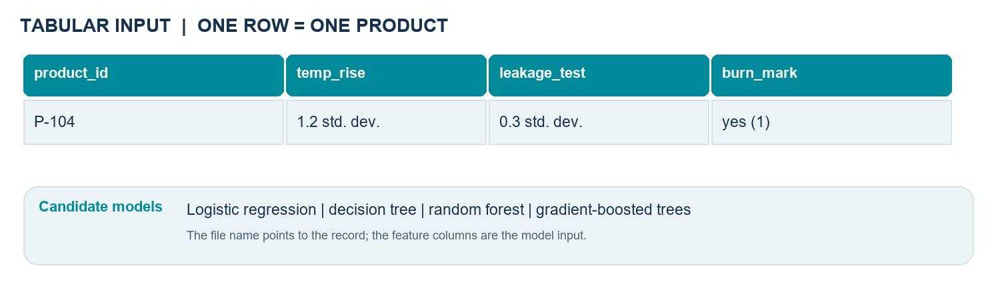 TABULAR INPUT | ONE ROW = ONE PRODUCT
product_id temp_rise leakage_test burn_mark
P-104 1.2 std. dev. 0.3 std. dev. yes (1)
Candidate models Logistic regression | decision tree | random forest | gradient-boosted trees
The file name points to the record; the feature columns are the model input.